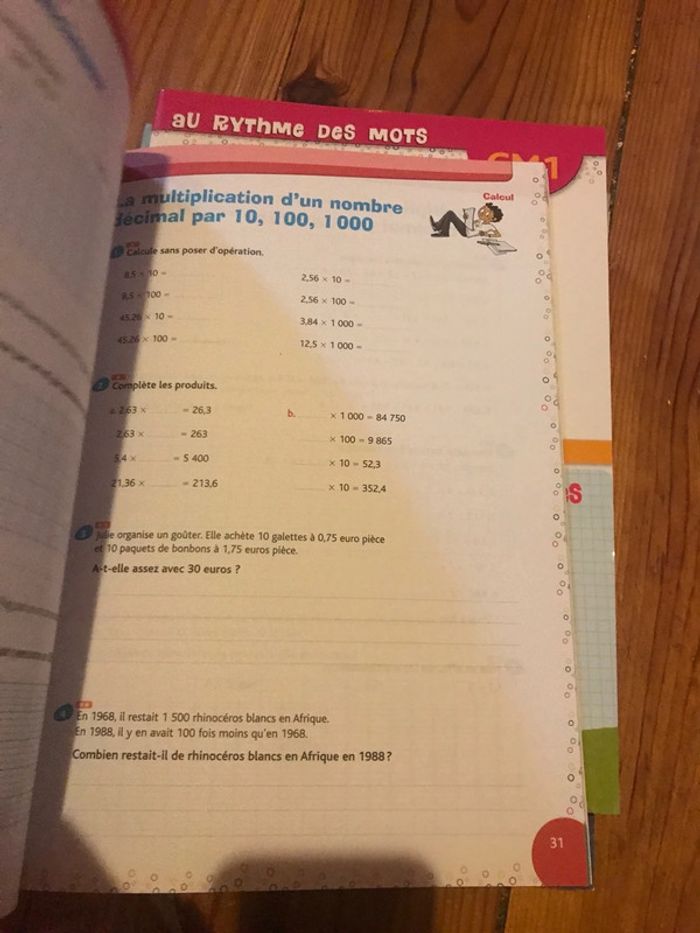 aU RYTHME DES MOTS
CM1
La multiplication d'un nombre
décimal par 10, 100, 1 000
Calcul
1 Calcule sans poser d'opération.
8,5 × 10 =
8,5 × 100 =
45,26 × 10 =
45,26 × 100 =
2,56 × 10 =
2,56 × 100 =
3,84 × 1 000 =
12,5 × 1 000 =
2 Complète les produits.
a. 2,63 × = 26,3
2,63 × = 263
5,4 × = 5 400
21,36 × = 213,6
b. × 1 000 = 84 750
× 100 = 9 865
× 10 = 52,3
× 10 = 352,4
3 Julie organise un goûter. Elle achète 10 galettes à 0,75 euro pièce
et 10 paquets de bonbons à 1,75 euros pièce.
A-t-elle assez avec 30 euros ?
4 En 1968, il restait 1 500 rhinocéros blancs en Afrique.
En 1988, il y en avait 100 fois moins qu'en 1968.
Combien restait-il de rhinocéros blancs en Afrique en 1988 ?
31